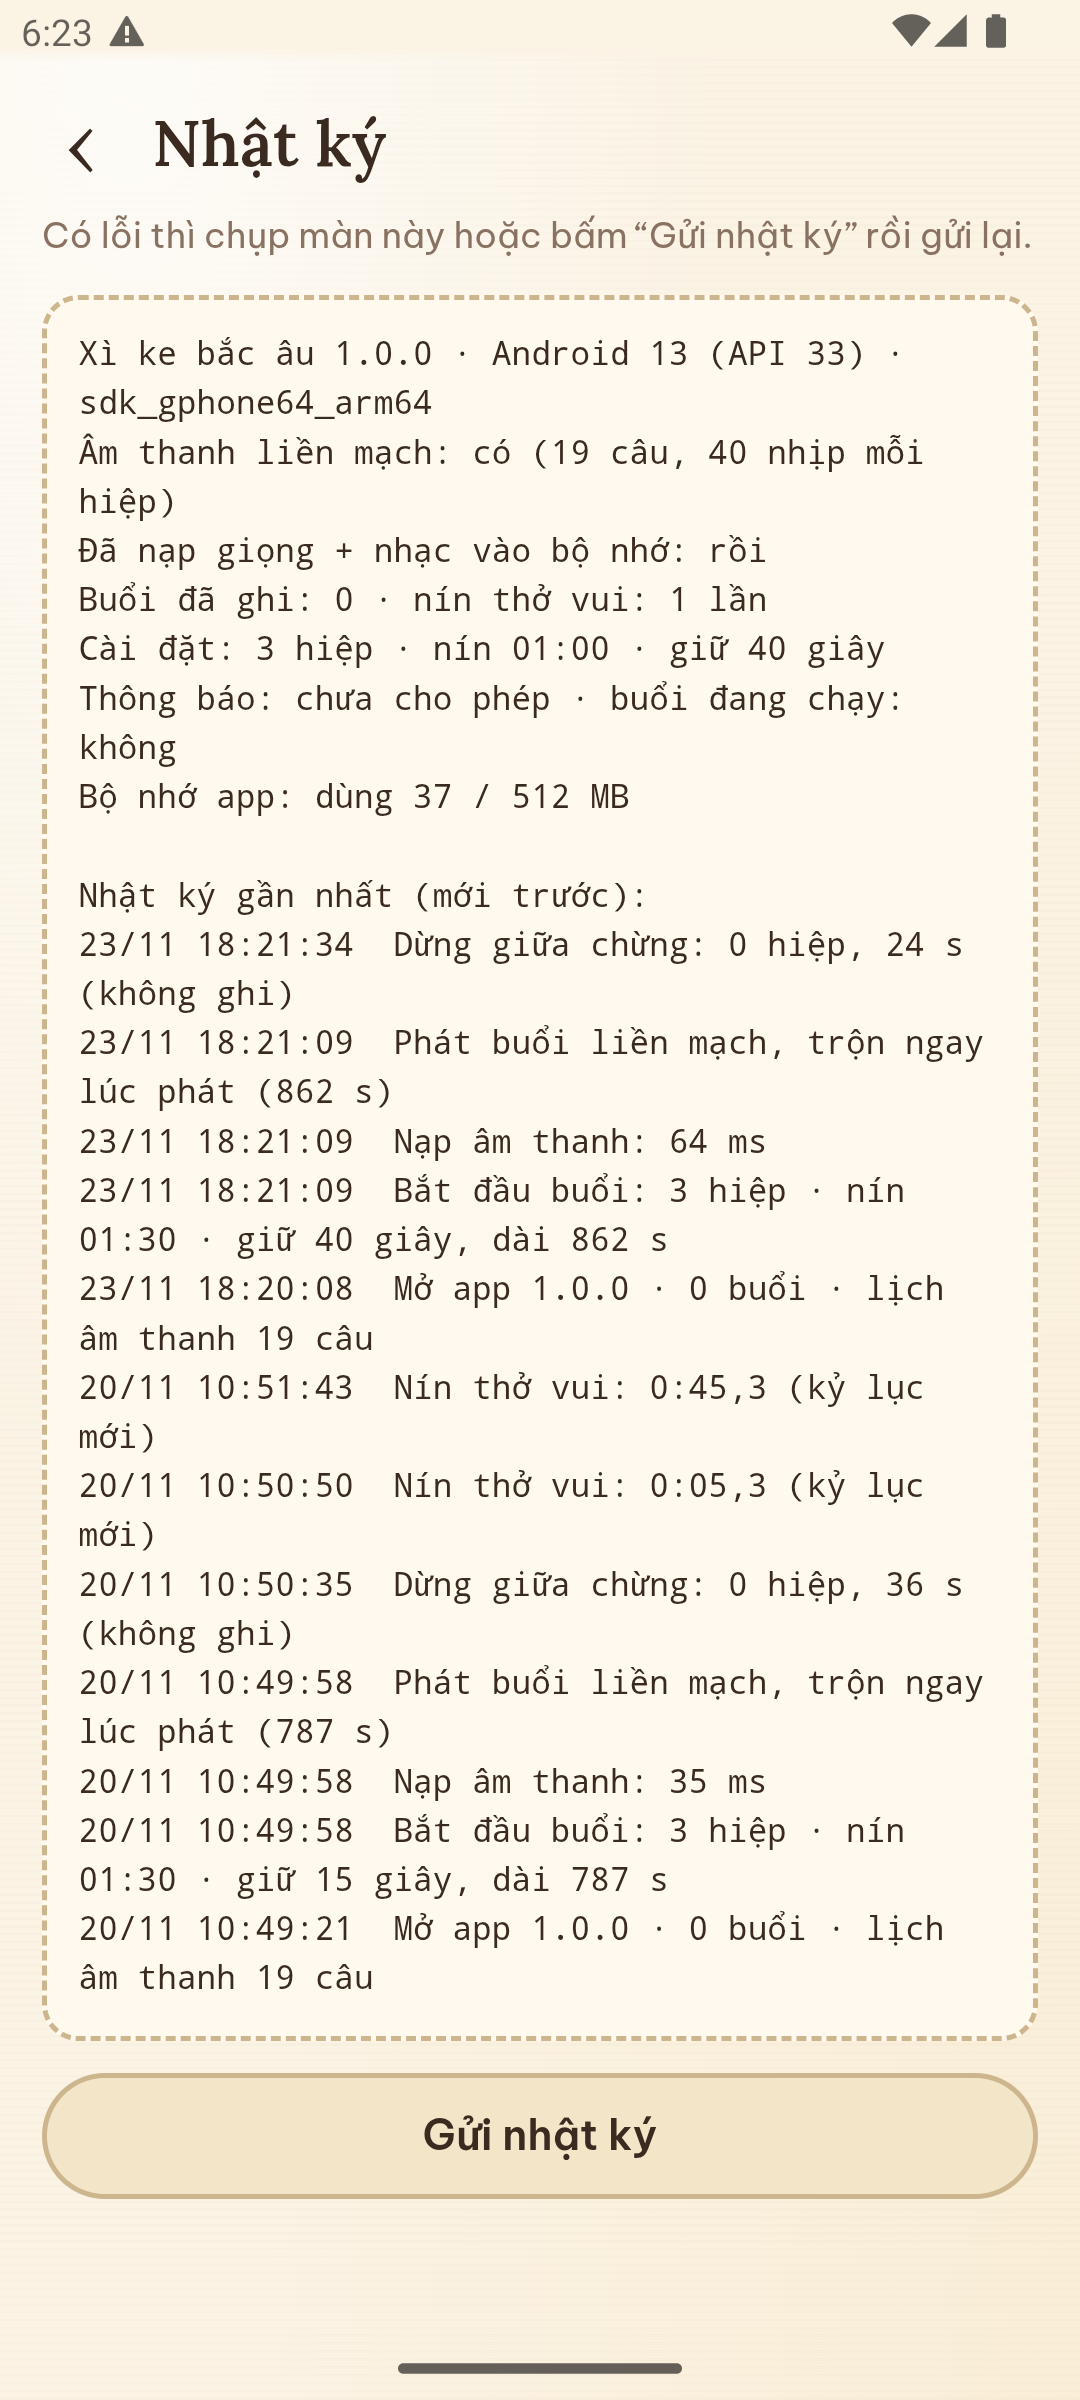 6:23
Nhật ký
Có lỗi thì chụp màn này hoặc bấm “Gửi nhật ký” rồi gửi lại.
Xì ke bắc âu 1.0.0 · Android 13 (API 33) ·
sdk_gphone64_arm64
Âm thanh liền mạch: có (19 câu, 40 nhịp mỗi
hiệp)
Đã nạp giọng + nhạc vào bộ nhớ: rồi
Buổi đã ghi: 0 · nín thở vui: 1 lần
Cài đặt: 3 hiệp · nín 01:00 · giữ 40 giây
Thông báo: chưa cho phép · buổi đang chạy:
không
Bộ nhớ app: dùng 37 / 512 MB
Nhật ký gần nhất (mới trước):
23/11 18:21:34  Dừng giữa chừng: 0 hiệp, 24 s
(không ghi)
23/11 18:21:09  Phát buổi liền mạch, trộn ngay
lúc phát (862 s)
23/11 18:21:09  Nạp âm thanh: 64 ms
23/11 18:21:09  Bắt đầu buổi: 3 hiệp · nín
01:30 · giữ 40 giây, dài 862 s
23/11 18:20:08  Mở app 1.0.0 · 0 buổi · lịch
âm thanh 19 câu
20/11 10:51:43  Nín thở vui: 0:45,3 (kỷ lục
mới)
20/11 10:50:50  Nín thở vui: 0:05,3 (kỷ lục
mới)
20/11 10:50:35  Dừng giữa chừng: 0 hiệp, 36 s
(không ghi)
20/11 10:49:58  Phát buổi liền mạch, trộn ngay
lúc phát (787 s)
20/11 10:49:58  Nạp âm thanh: 35 ms
20/11 10:49:58  Bắt đầu buổi: 3 hiệp · nín
01:30 · giữ 15 giây, dài 787 s
20/11 10:49:21  Mở app 1.0.0 · 0 buổi · lịch
âm thanh 19 câu
Gửi nhật ký